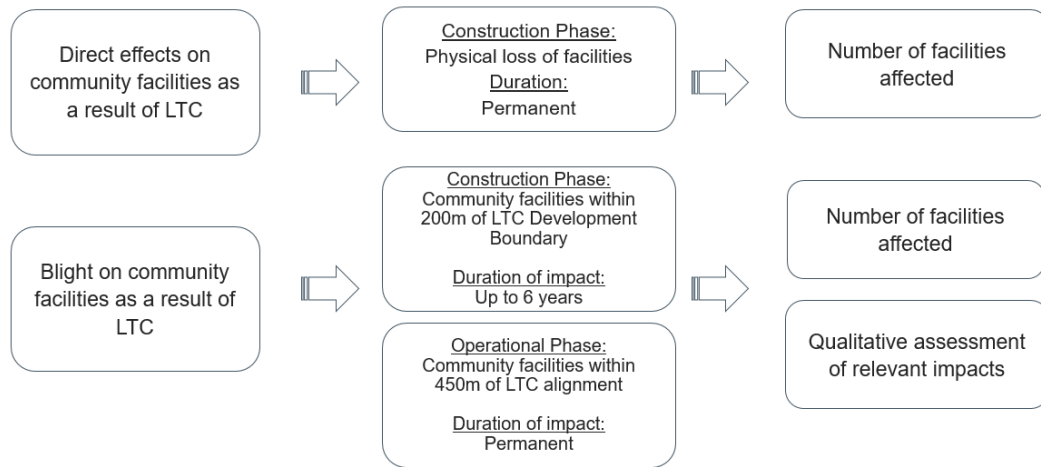 Direct effects on
community facilities as
a result of LTC
Construction Phase:
Physical loss of facilities
Duration:
Permanent
Number of facilities
affected
Blight on community
facilities as a result of
LTC
Construction Phase:
Community facilities within
200m of LTC Development
Boundary
Duration of impact:
Up to 6 years
Operational Phase:
Community facilities within
450m of LTC alignment
Duration of impact:
Permanent
Number of facilities
affected
Qualitative assessment
of relevant impacts